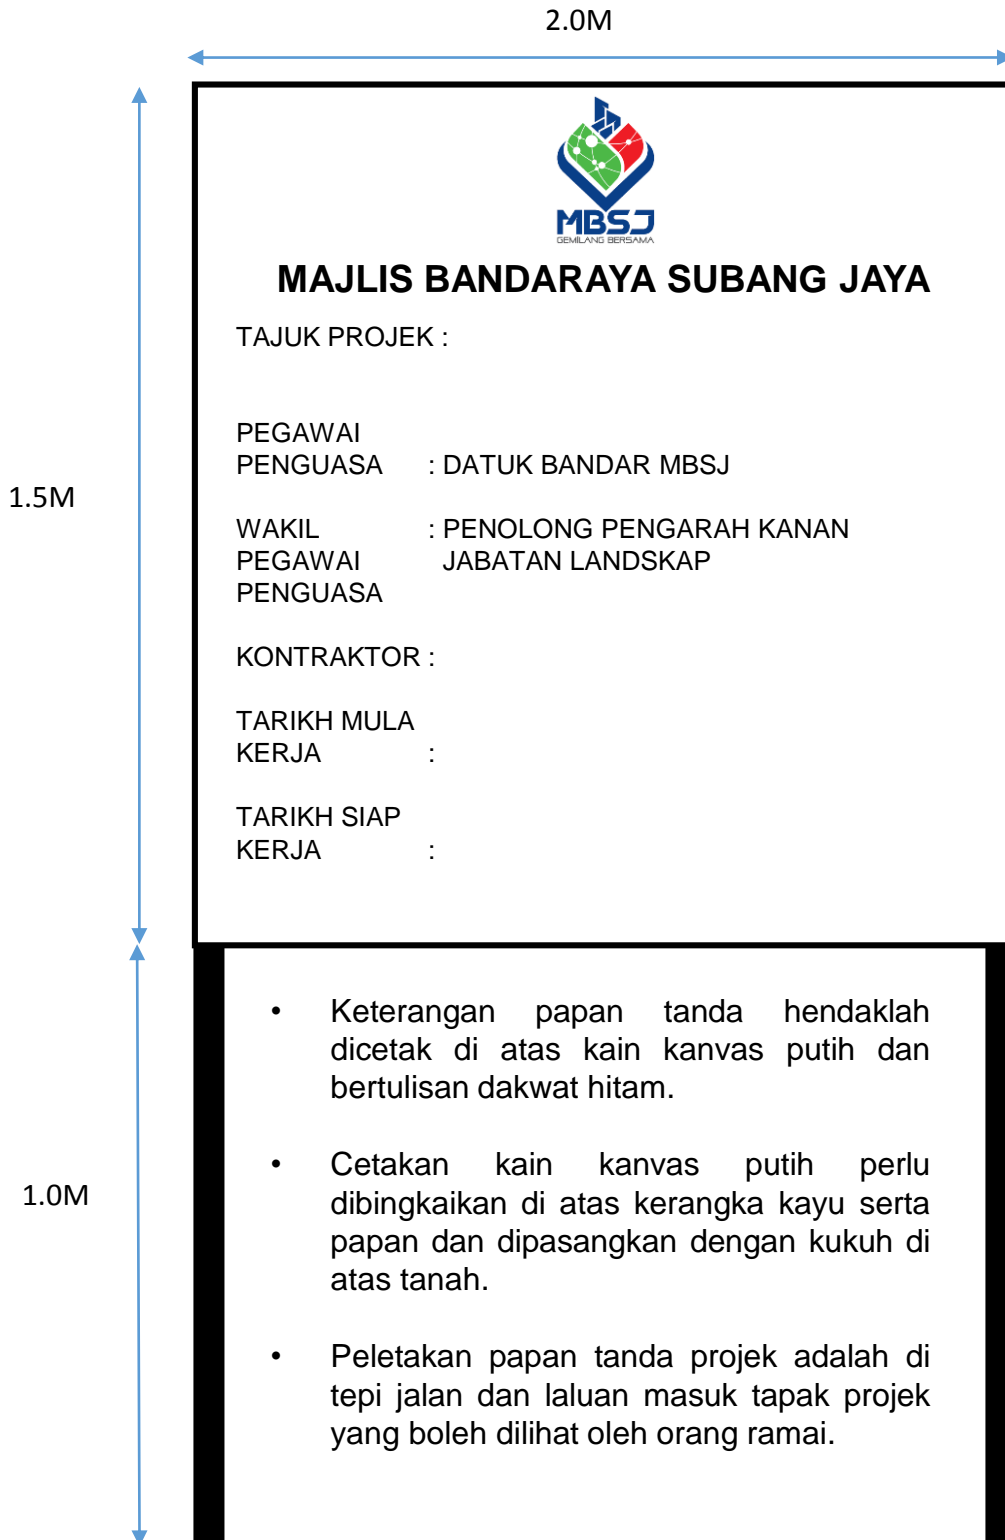 2.0M
MBSJ
GEMILANG BERSAMA
MAJLIS BANDARAYA SUBANG JAYA
TAJUK PROJEK :
PEGAWAI
PENGUASA : DATUK BANDAR MBSJ
1.5M
WAKIL : PENOLONG PENGARAH KANAN
PEGAWAI JABATAN LANDSKAP
PENGUASA
KONTRAKTOR :
TARIKH MULA
KERJA :
TARIKH SIAP
KERJA :
• Keterangan papan tanda hendaklah
dicetak di atas kain kanvas putih dan
bertulisan dakwat hitam.
• Cetakan kain kanvas putih perlu
1.0M
dibingkaikan di atas kerangka kayu serta
papan dan dipasangkan dengan kukuh di
atas tanah.
• Peletakan papan tanda projek adalah di
tepi jalan dan laluan masuk tapak projek
yang boleh dilihat oleh orang ramai.